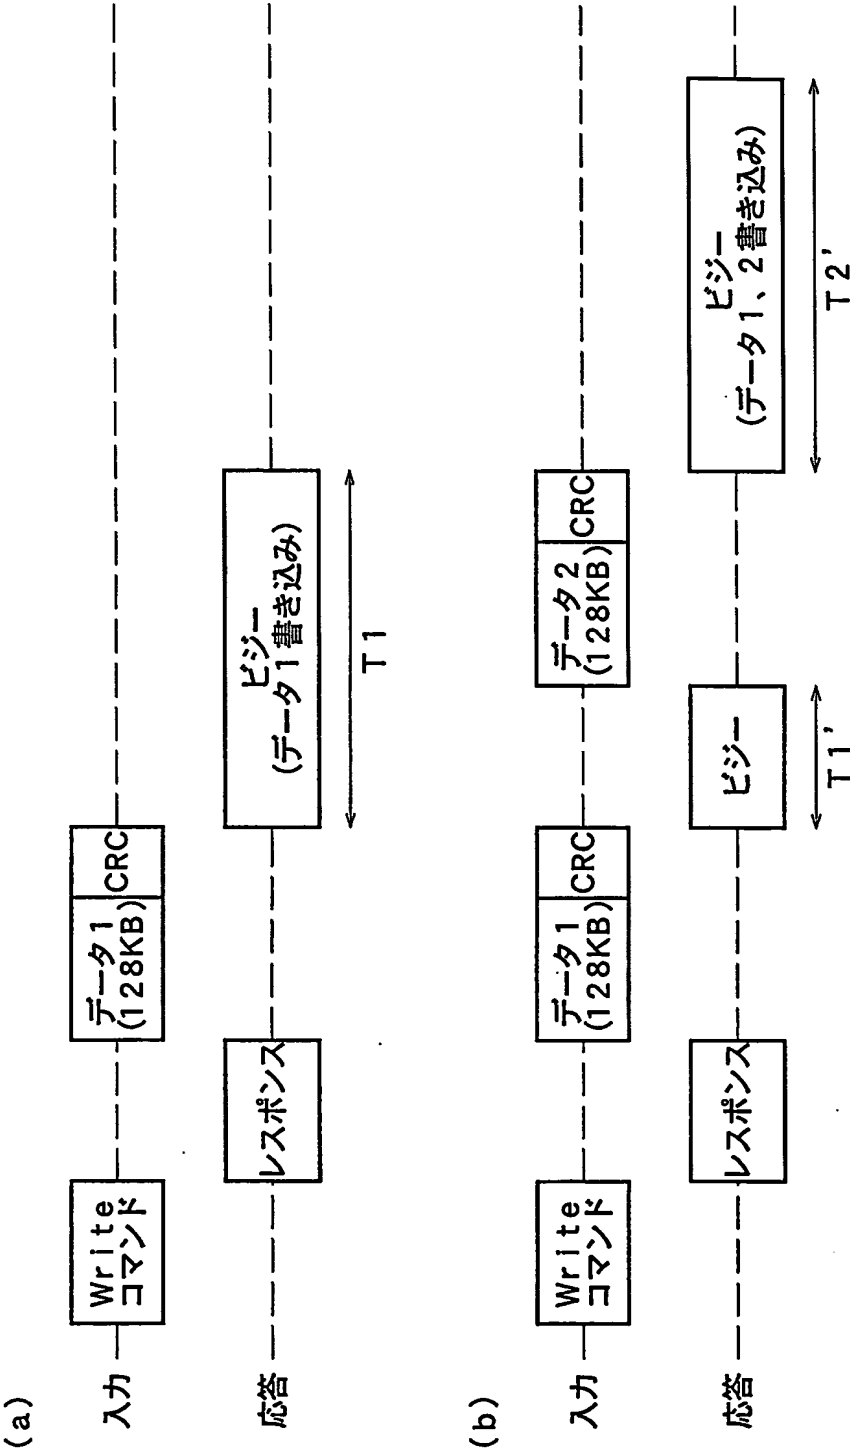 (a)
入力
Write
コマンド
データ1
(128KB)
CRC
応答
レスポンス
ビジー
(データ1書き込み)
T1
(b)
入力
Write
コマンド
データ1
(128KB)
CRC
データ2
(128KB)
CRC
応答
レスポンス
ビジー
ビジー
(データ1、2書き込み)
T1'
T2'